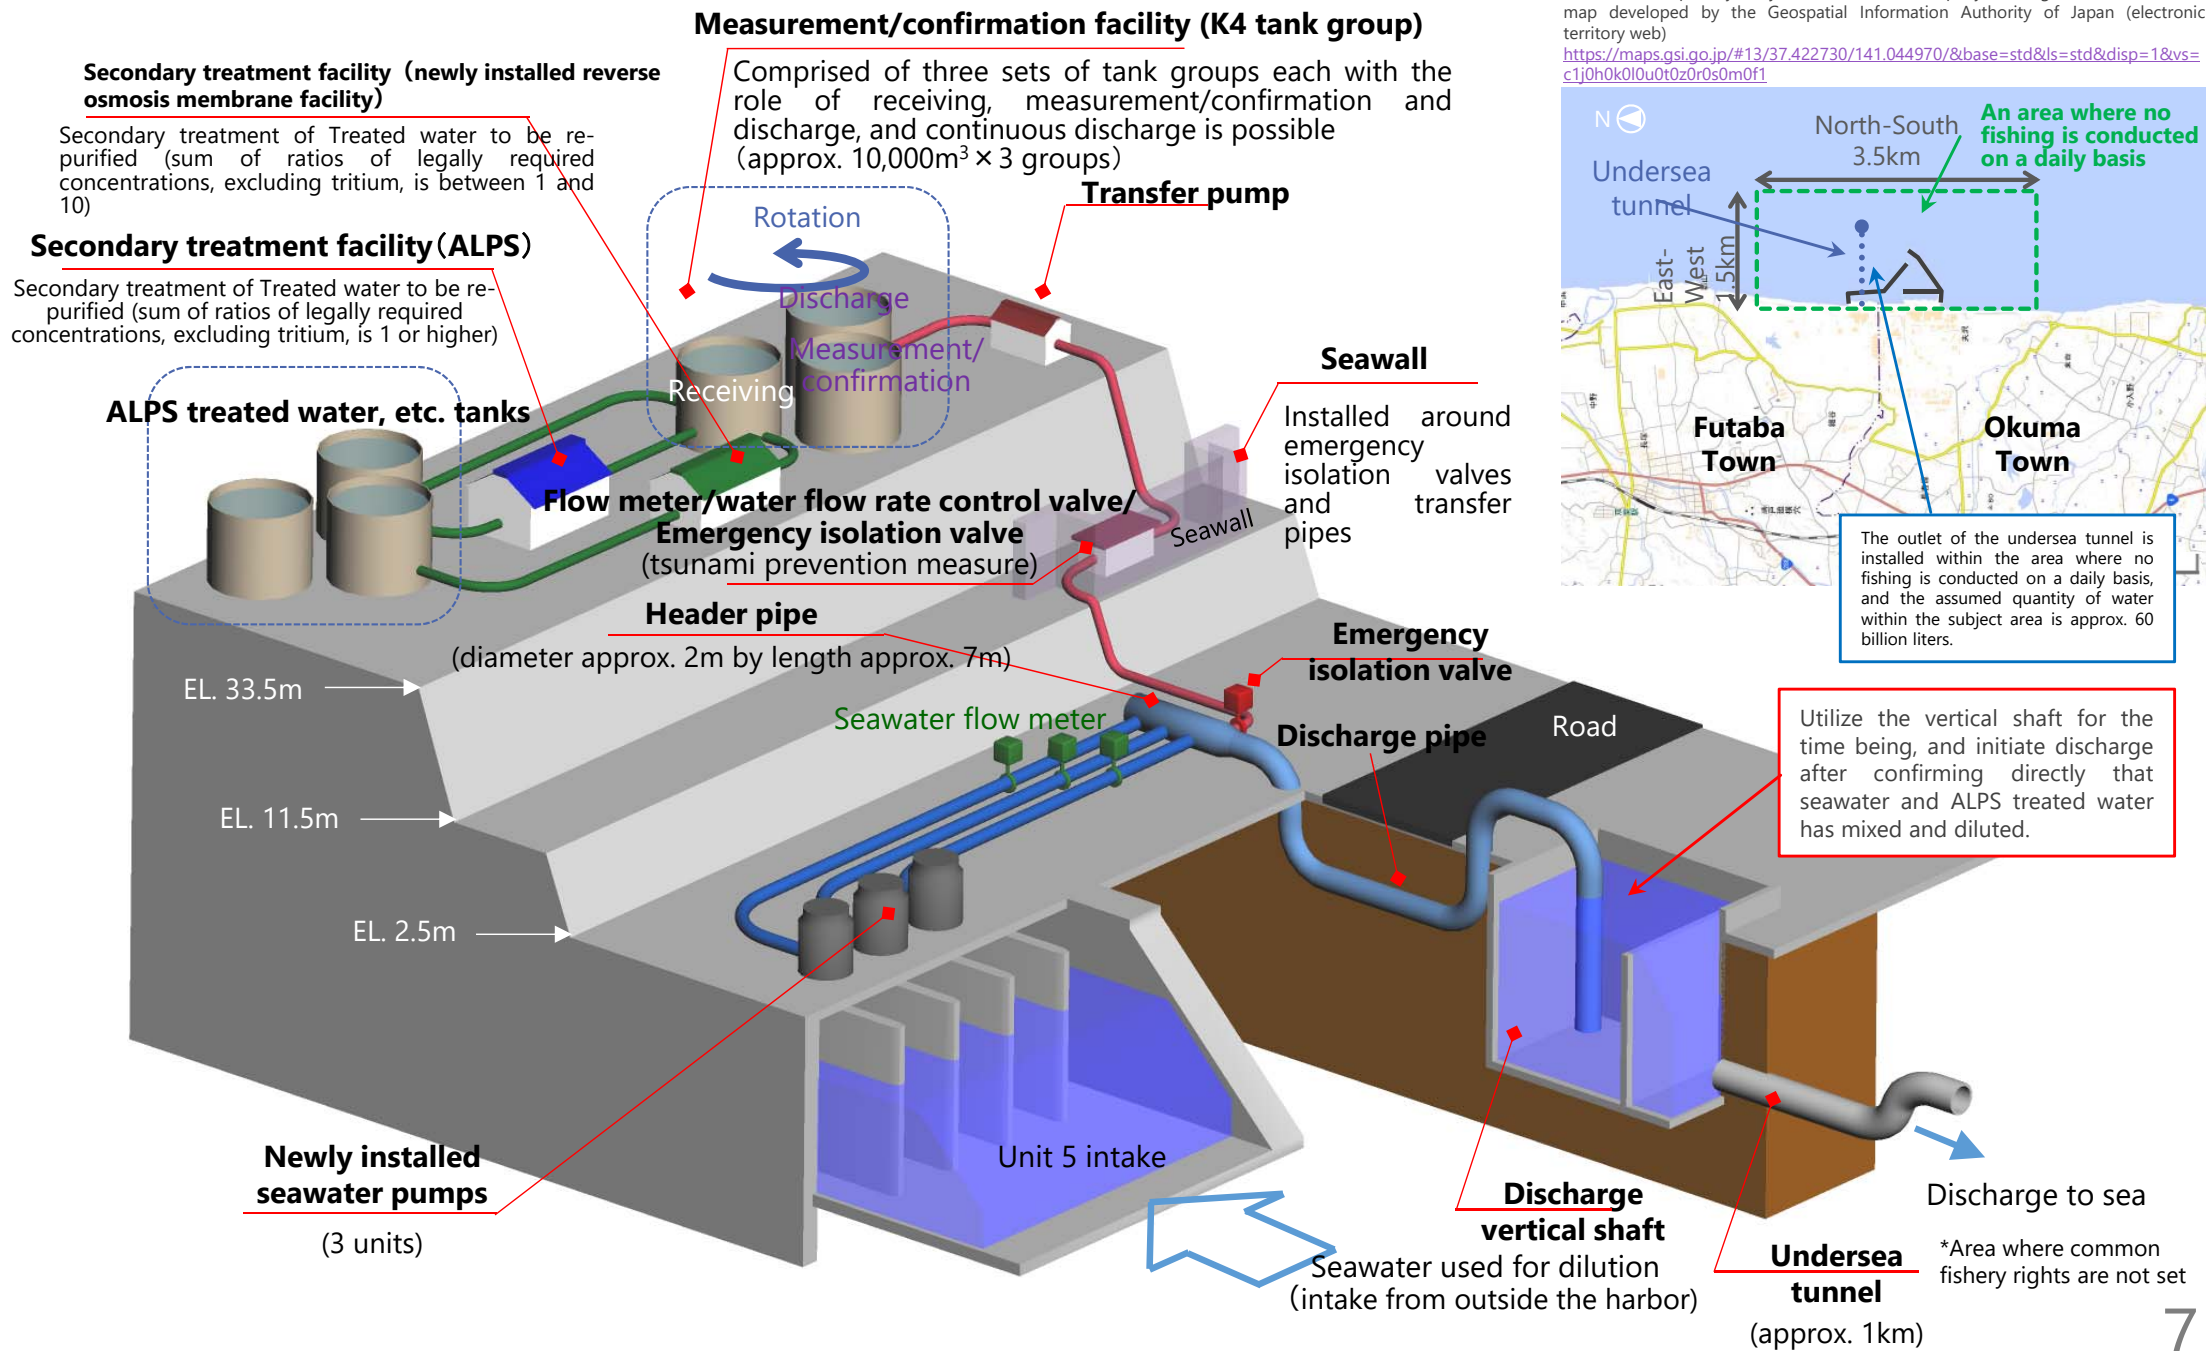 Measurement/confirmation facility (K4 tank group)
Comprised of three sets of tank groups each with the
role of receiving, measurement/confirmation and
discharge, and continuous discharge is possible
（approx. 10,000m³ × 3 groups）
Secondary treatment facility（newly installed reverse
osmosis membrane facility）
Secondary treatment of Treated water to be re-
purified (sum of ratios of legally required
concentrations, excluding tritium, is between 1 and
10)
Secondary treatment facility（ALPS）
Secondary treatment of Treated water to be re-
purified (sum of ratios of legally required
concentrations, excluding tritium, is 1 or higher)
ALPS treated water, etc. tanks
Rotation
Discharge
Measurement/
confirmation
Receiving
Transfer pump
Seawall
Installed around
emergency
isolation valves
and transfer
pipes
Seawall
Flow meter/water flow rate control valve/
Emergency isolation valve
(tsunami prevention measure)
Header pipe
(diameter approx. 2m by length approx. 7m)
Emergency
isolation valve
Seawater flow meter
Discharge pipe
Road
EL. 33.5m
EL. 11.5m
EL. 2.5m
Newly installed
seawater pumps
(3 units)
Unit 5 intake
Seawater used for dilution
（intake from outside the harbor)
Discharge
vertical shaft
Undersea
tunnel
(approx. 1km)
Discharge to sea
*Area where common
fishery rights are not set
Utilize the vertical shaft for the
time being, and initiate discharge
after confirming directly that
seawater and ALPS treated water
has mixed and diluted.
map developed by the Geospatial Information Authority of Japan (electronic
territory web)
https://maps.gsi.go.jp/#13/37.422730/141.044970/&base=std&ls=std&disp=1&vs=
c1j0h0k0l0u0t0z0r0s0m0f1
N
North-South
3.5km
An area where no
fishing is conducted
on a daily basis
Undersea
tunnel
East-
West
1.5km
Futaba
Town
Okuma
Town
The outlet of the undersea tunnel is
installed within the area where no
fishing is conducted on a daily basis,
and the assumed quantity of water
within the subject area is approx. 60
billion liters.
7